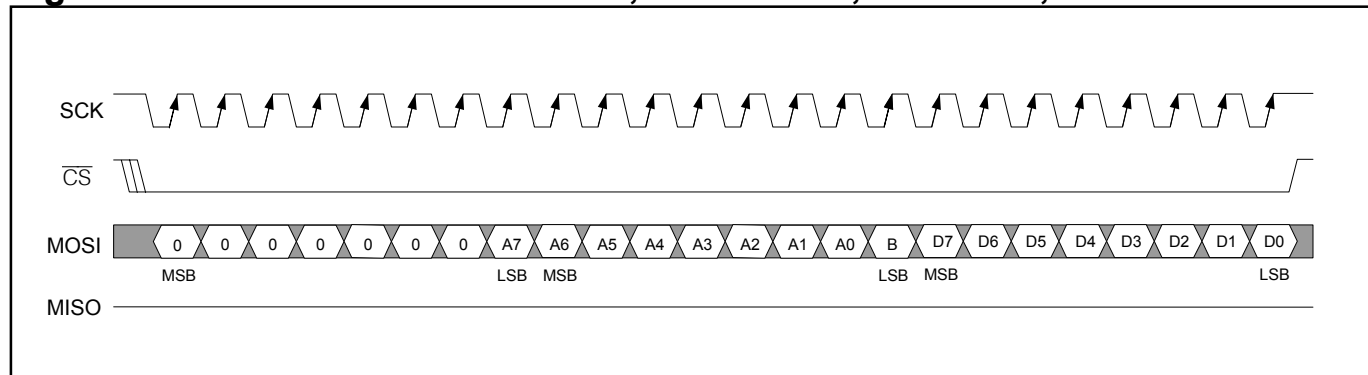 SCK
CS
MOSI 0 0 0 0 0 0 0 A7 A6 A5 A4 A3 A2 A1 A0 B D7 D6 D5 D4 D3 D2 D1 D0
MSB LSB MSB LSB MSB LSB
MISO